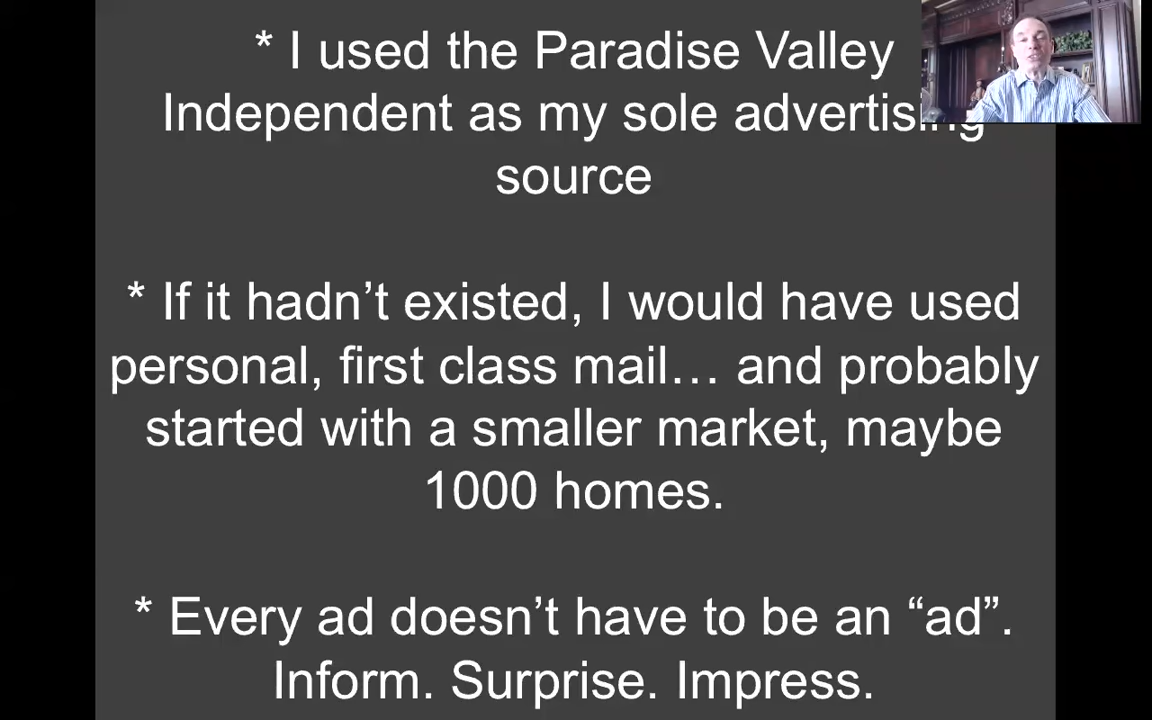 * I used the Paradise Valley
Independent as my sole advertising
source
* If it hadn’t existed, I would have used
personal, first class mail… and probably
started with a smaller market, maybe
1000 homes.
* Every ad doesn’t have to be an “ad”.
Inform. Surprise. Impress.